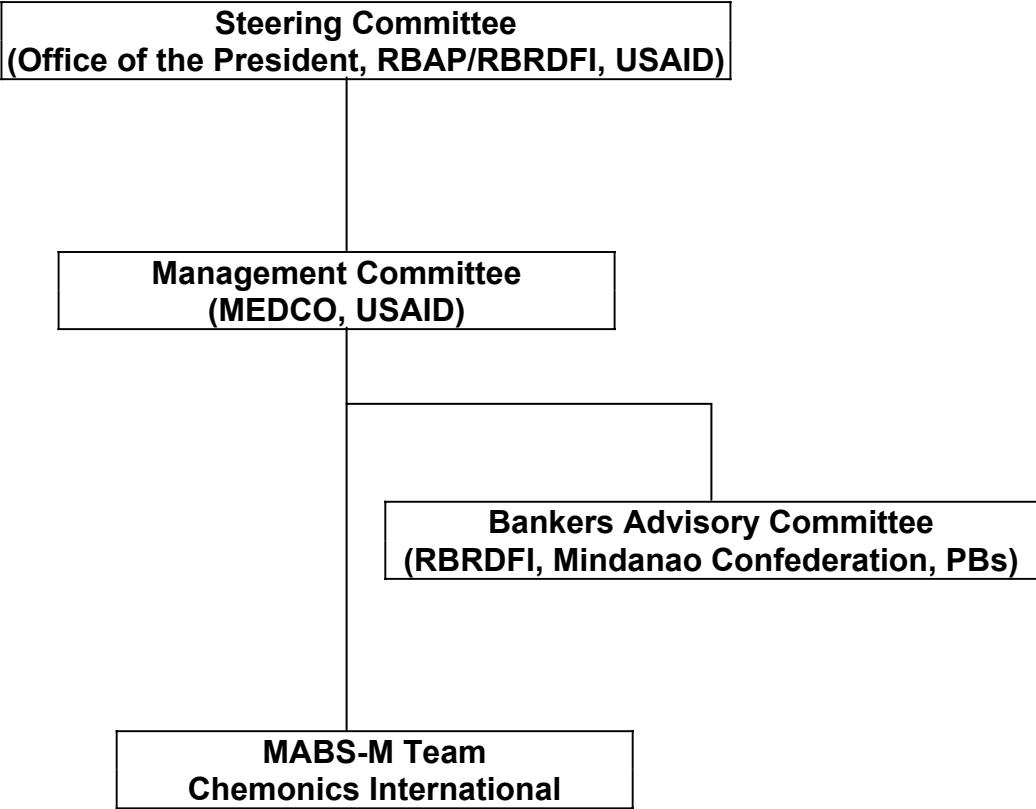 Steering Committee
(Office of the President, RBAP/RBRDFI, USAID)
Management Committee
(MEDCO, USAID)
Bankers Advisory Committee
(RBRDFI, Mindanao Confederation, PBs)
MABS-M Team
Chemonics International